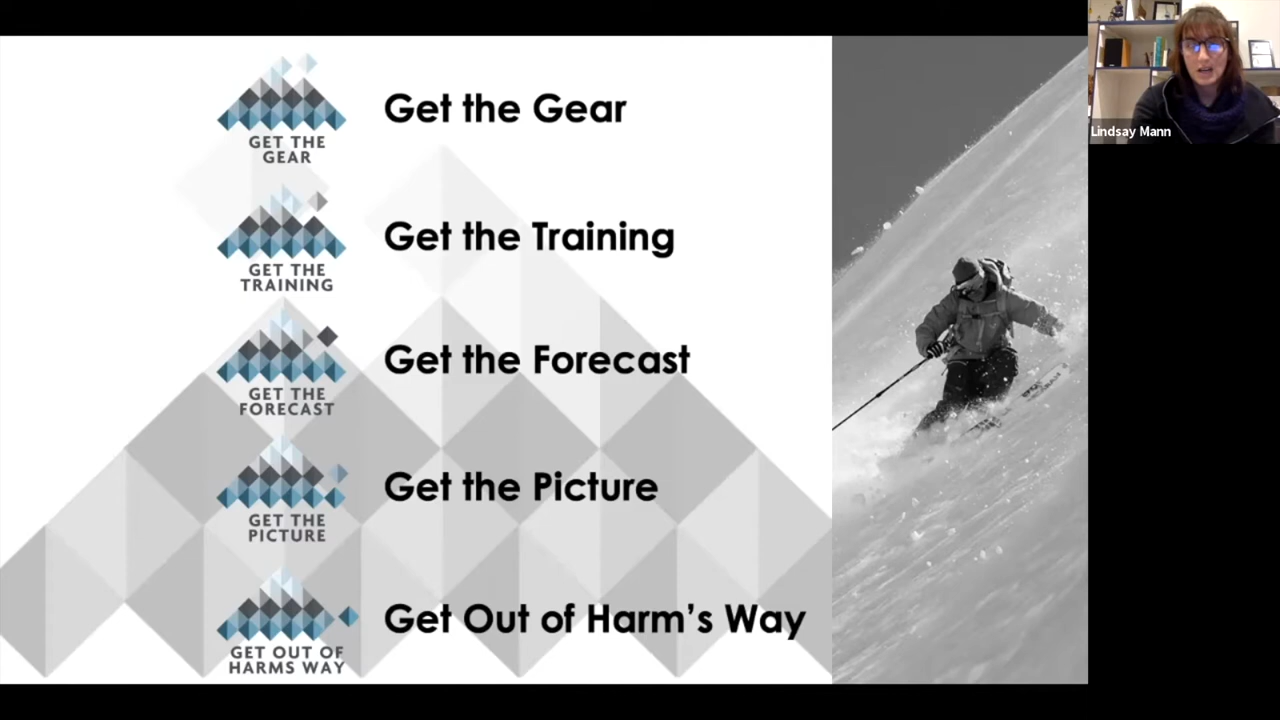 GET THE
GEAR
Get the Gear
GET THE
TRAINING
Get the Training
GET THE
FORECAST
Get the Forecast
GET THE
PICTURE
Get the Picture
GET OUT OF
HARMS WAY
Get Out of Harm’s Way
Lindsay Mann